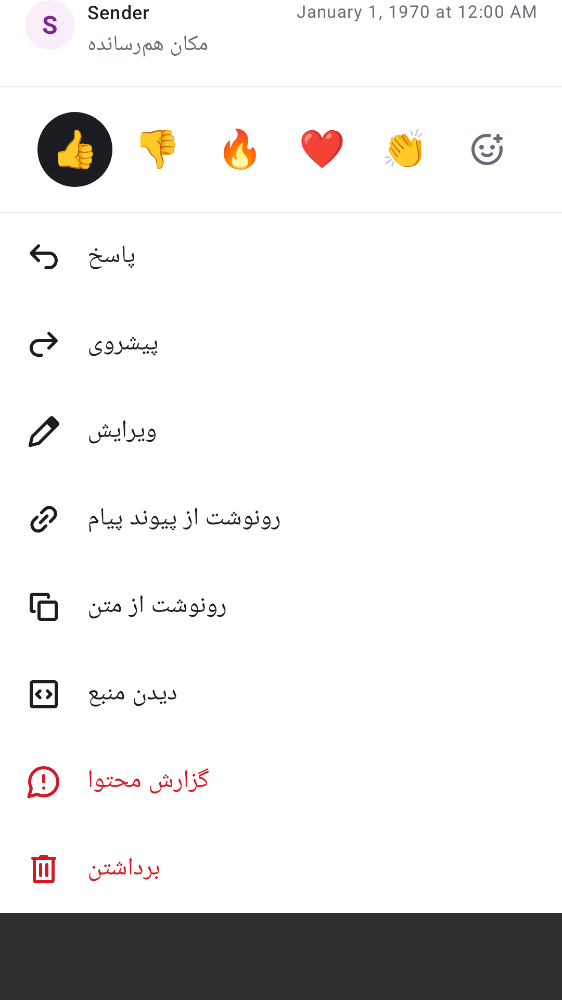 S
Sender
January 1, 1970 at 12:00 AM
مکان هم‌رسانده
پاسخ
پیشروی
ویرایش
رونوشت از پیوند پیام
رونوشت از متن
دیدن منبع
گزارش محتوا
برداشتن